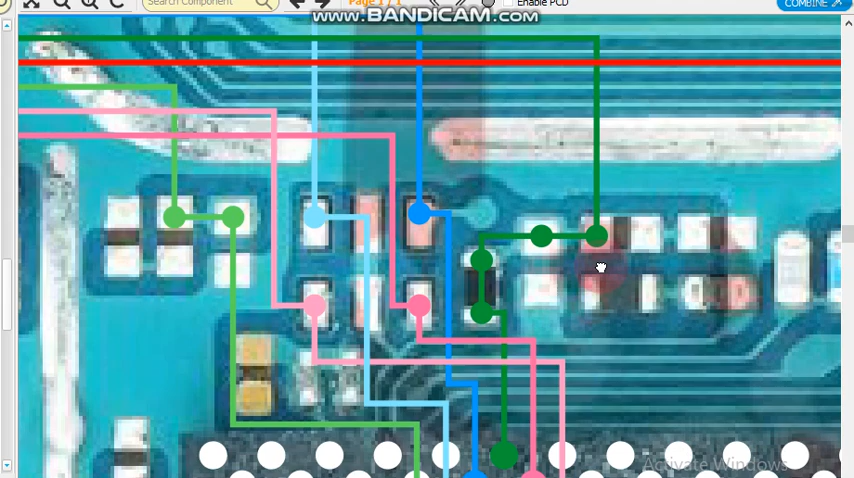 Search Component
Page 1 / 1
Enable PCD
COMBINE
www.BANDICAM.com
Activate Windows